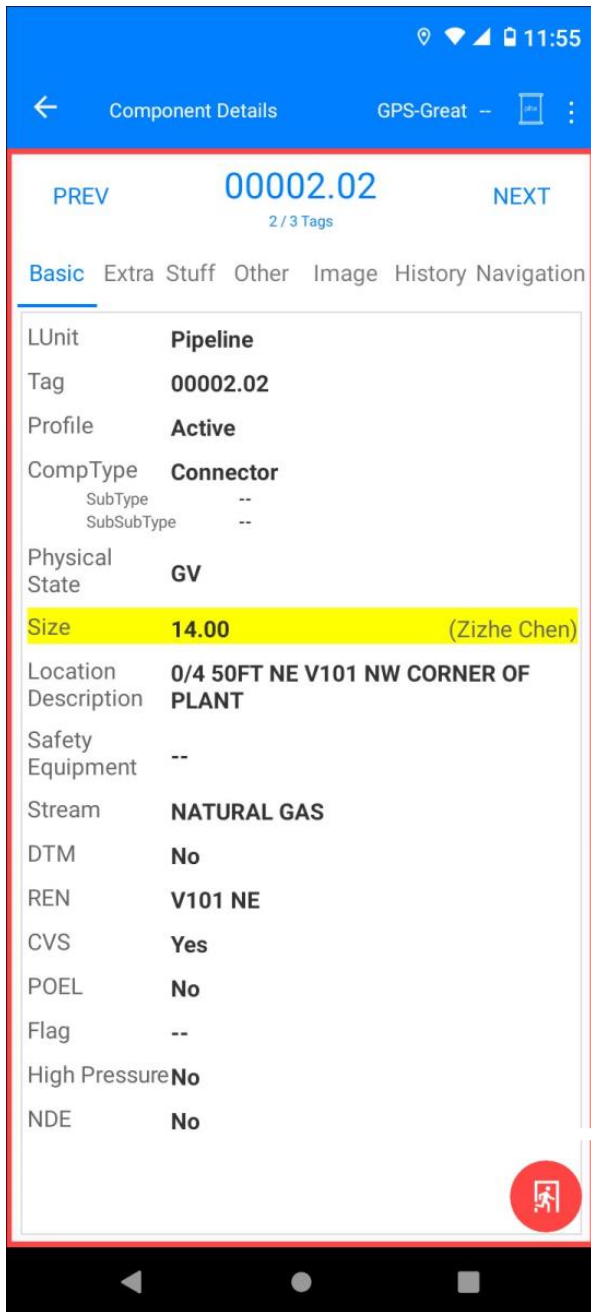 11:55
Component Details GPS-Great --
PREV 00002.02 NEXT
2 / 3 Tags
Basic Extra Stuff Other Image History Navigation
LUnit Pipeline
Tag 00002.02
Profile Active
CompType Connector
SubType --
SubSubType --
Physical
State GV
Size 14.00 (Zizhe Chen)
Location 0/4 50FT NE V101 NW CORNER OF
Description PLANT
Safety
Equipment --
Stream NATURAL GAS
DTM No
REN V101 NE
CVS Yes
POEL No
Flag --
High Pressure No
NDE No